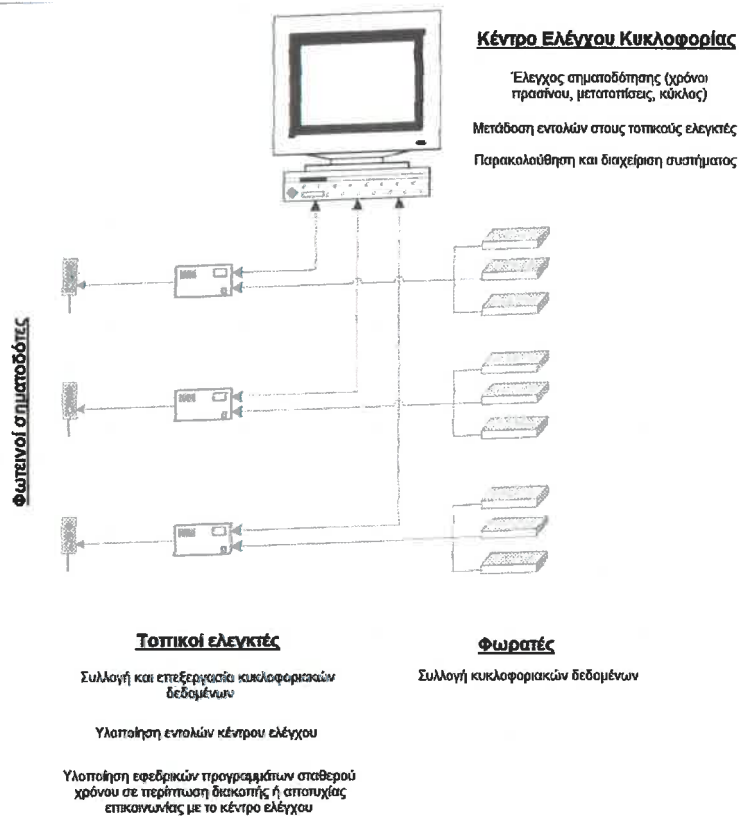 Κέντρο Ελέγχου Κυκλοφορίας
Έλεγχος σηματοδότησης (χρόνοι
πρασίνου, μετατοπίσεις, κύκλος)
Μετάδοση εντολών στους τοπικούς ελεγκτές
Παρακολούθηση και διαχείριση συστήματος
Φωτεινοί σηματοδότες
Τοπικοί ελεγκτές
Συλλογή και επεξεργασία κυκλοφοριακών
δεδομένων
Υλοποίηση εντολών κέντρου ελέγχου
Υλοποίηση εφεδρικών προγραμμάτων σταθερού
χρόνου σε περίπτωση διακοπής ή αποτυχίας
επικοινωνίας με το κέντρο ελέγχου
Φωρατές
Συλλογή κυκλοφοριακών δεδομένων